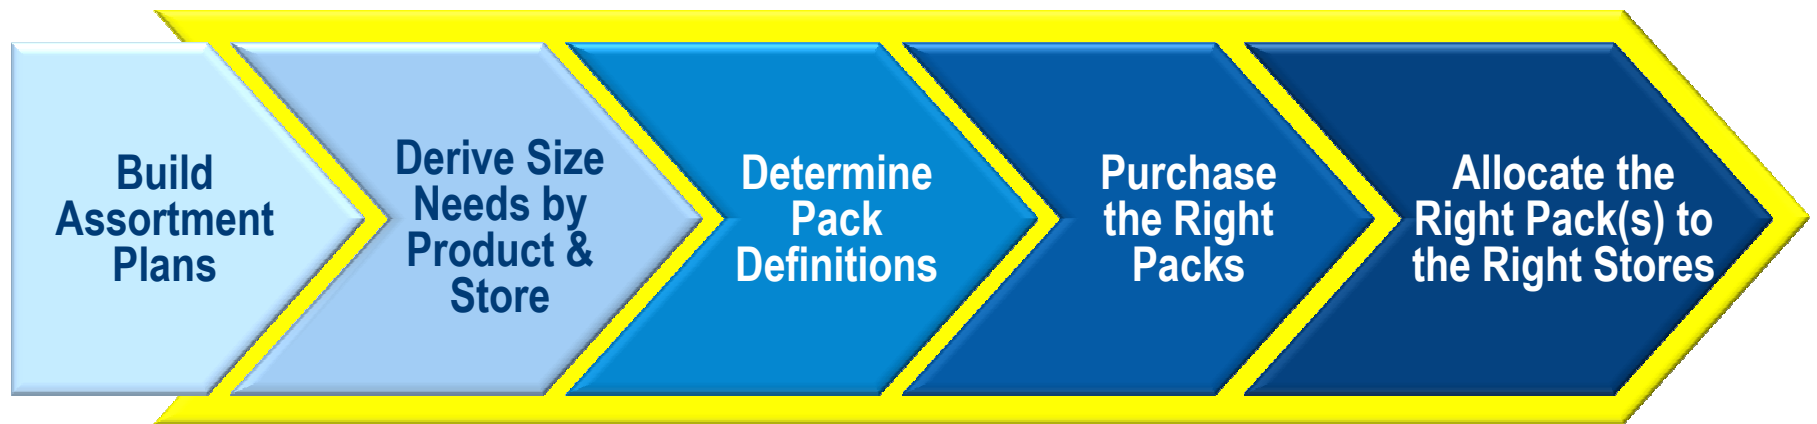 Build
Assortment
Plans
Derive Size
Needs by
Product &
Store
Determine
Pack
Definitions
Purchase
the Right
Packs
Allocate the
Right Pack(s) to
the Right Stores